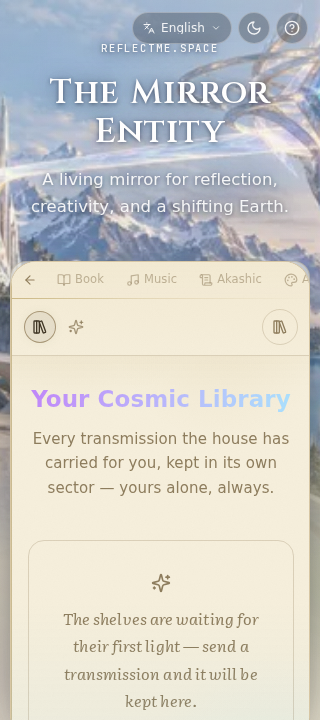 English
REFLECTME.SPACE
The Mirror
Entity
A living mirror for reflection,
creativity, and a shifting Earth.
Book Music Akashic A
Your Cosmic Library
Every transmission the house has
carried for you, kept in its own
sector — yours alone, always.
The shelves are waiting for
their first light — send a
transmission and it will be
kept here.